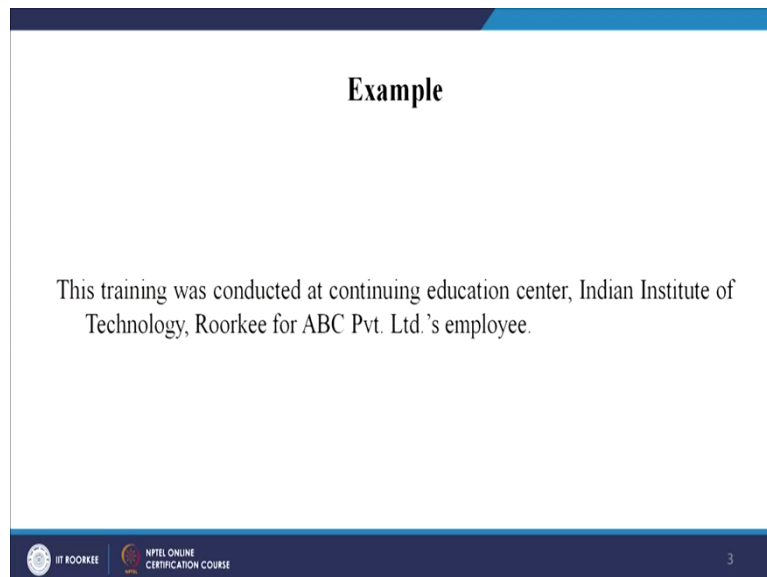 Example
This training was conducted at continuing education center, Indian Institute of
Technology, Roorkee for ABC Pvt. Ltd.’s employee.
IIT ROORKEE
NPTEL ONLINE
CERTIFICATION COURSE
3